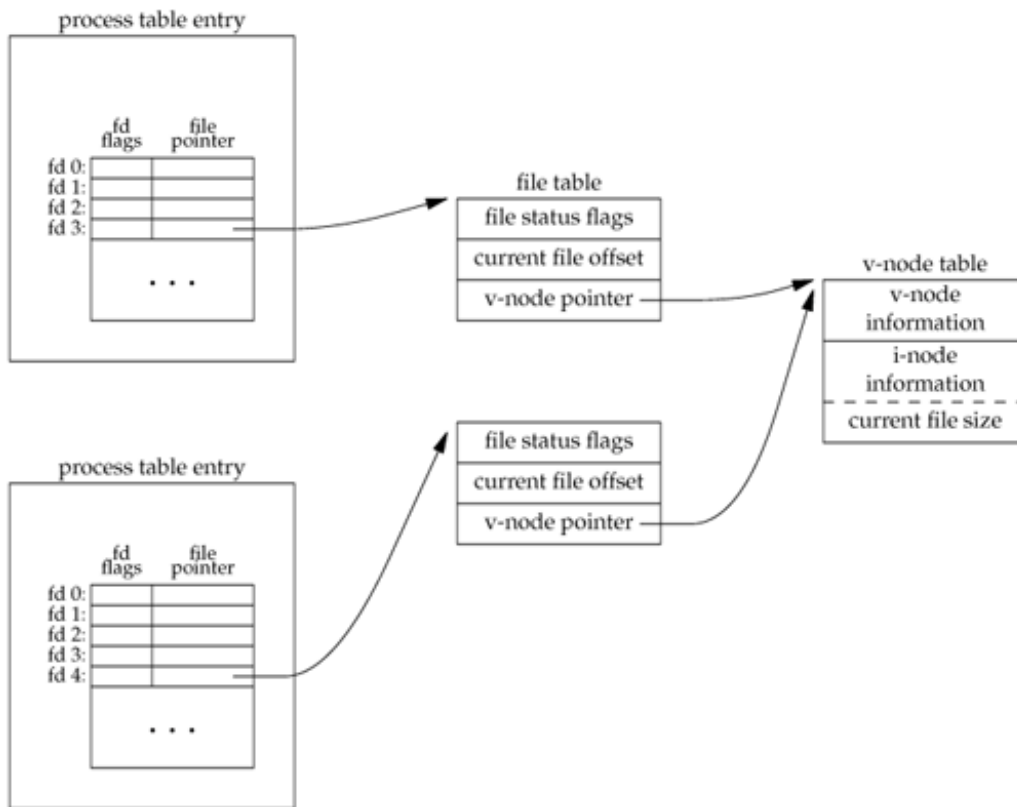 process table entry
fd
flags
file
pointer
fd 0:
fd 1:
fd 2:
fd 3:
. . .
file table
file status flags
current file offset
v-node pointer
v-node table
v-node
information
i-node
information
current file size
file status flags
current file offset
v-node pointer
process table entry
fd
flags
file
pointer
fd 0:
fd 1:
fd 2:
fd 3:
fd 4:
. . .